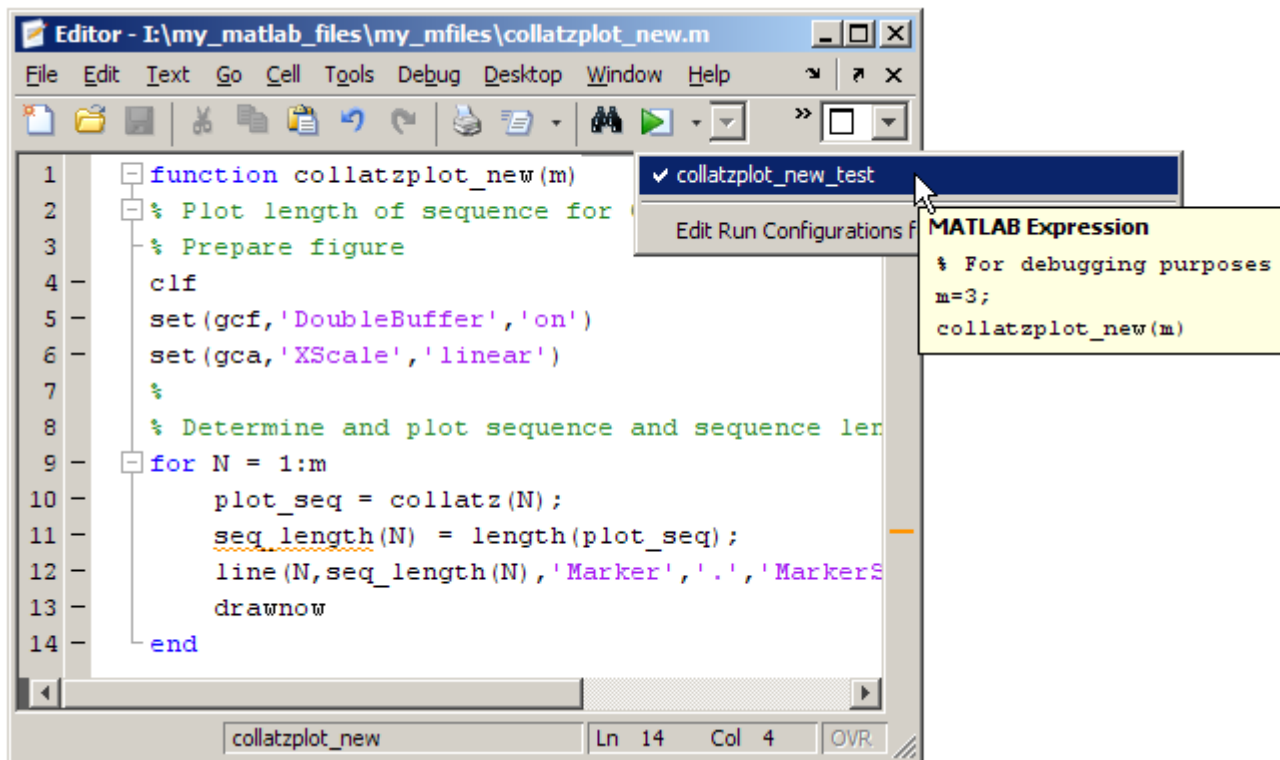 Editor - I:\my_matlab_files\my_mfiles\collatzplot_new.m
File Edit Text Go Cell Tools Debug Desktop Window Help
1 function collatzplot_new(m)
2 % Plot length of sequence for
3 % Prepare figure
4 - clf
5 - set(gcf,'DoubleBuffer','on')
6 - set(gca,'XScale','linear')
7 %
8 % Determine and plot sequence and sequence len
9 - for N = 1:m
10 - plot_seq = collatz(N);
11 - seq_length(N) = length(plot_seq);
12 - line(N,seq_length(N),'Marker','.','MarkerS
13 - drawnow
14 - end
collatzplot_new_test
Edit Run Configurations f
MATLAB Expression
% For debugging purposes
m=3;
collatzplot_new(m)
collatzplot_new Ln 14 Col 4 OVR